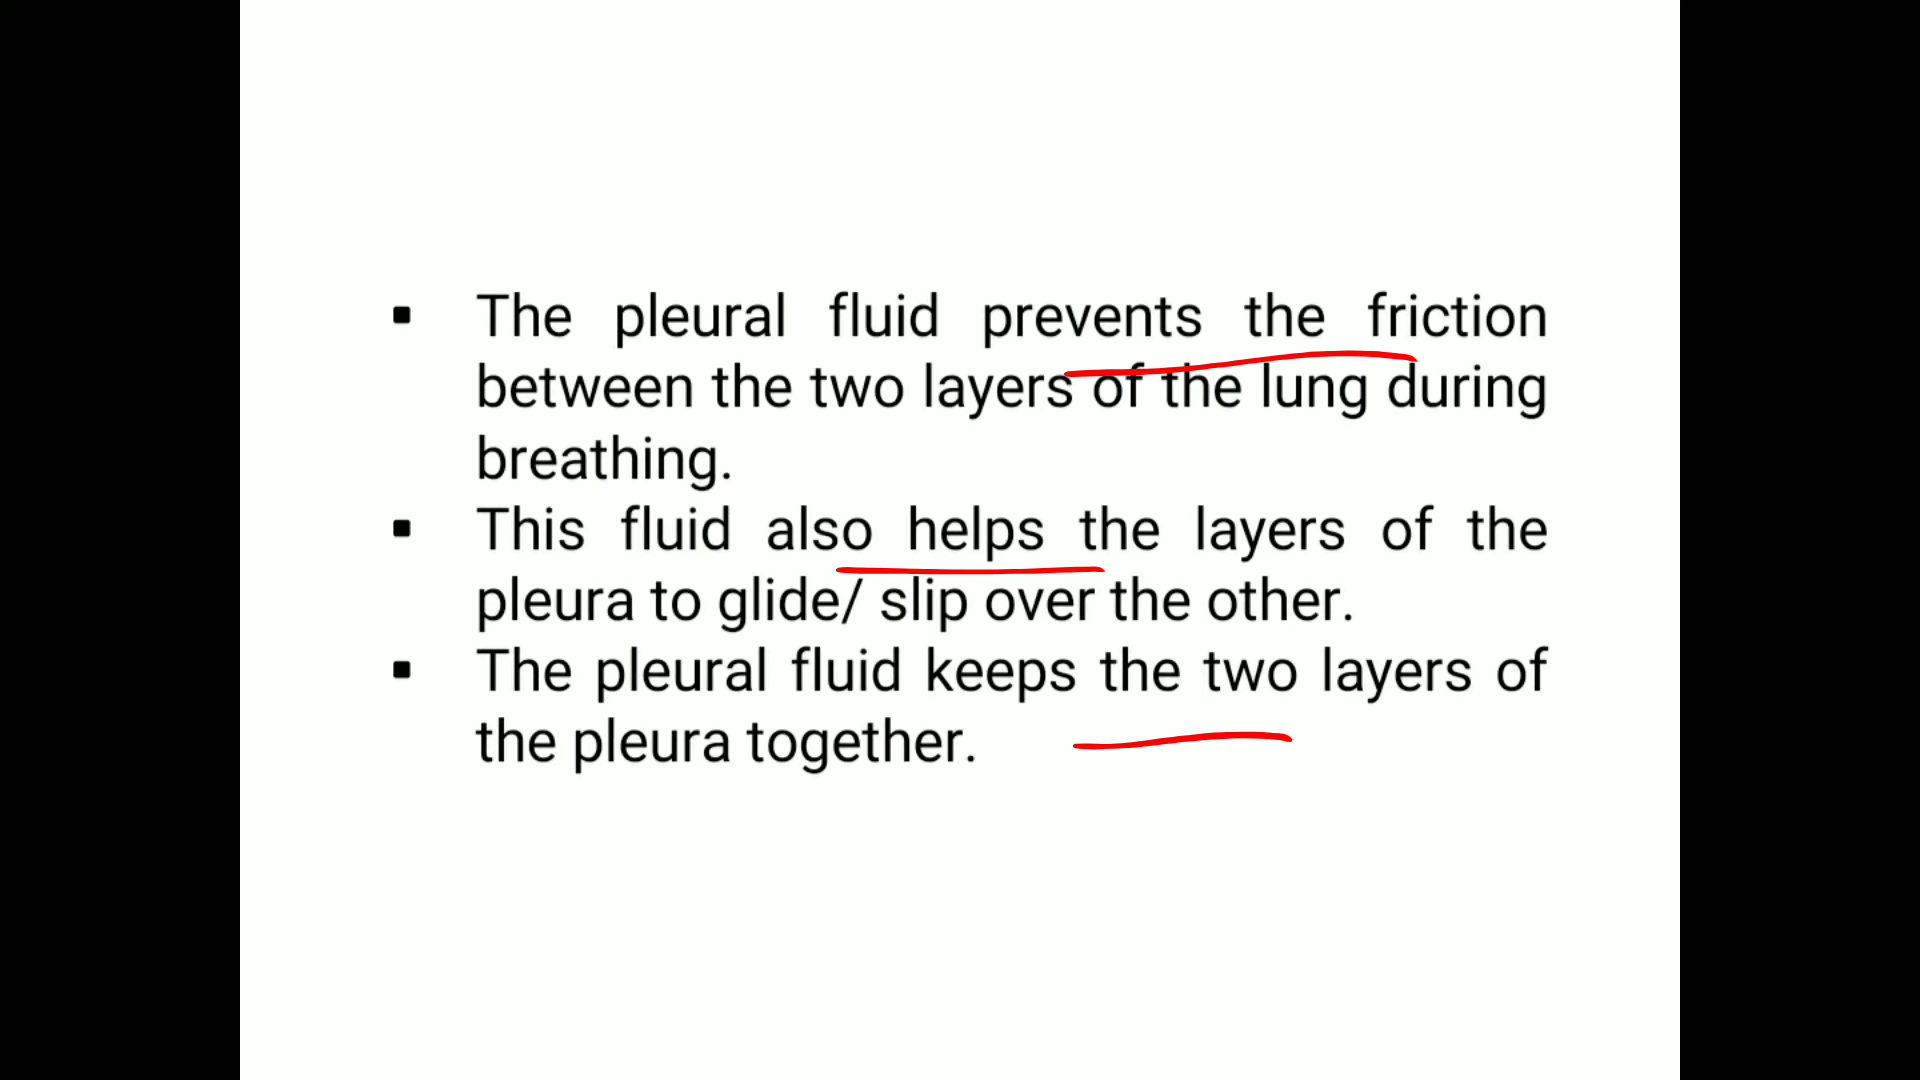 ▪ The pleural fluid prevents the friction
between the two layers of the lung during
breathing.
▪ This fluid also helps the layers of the
pleura to glide/ slip over the other.
▪ The pleural fluid keeps the two layers of
the pleura together.